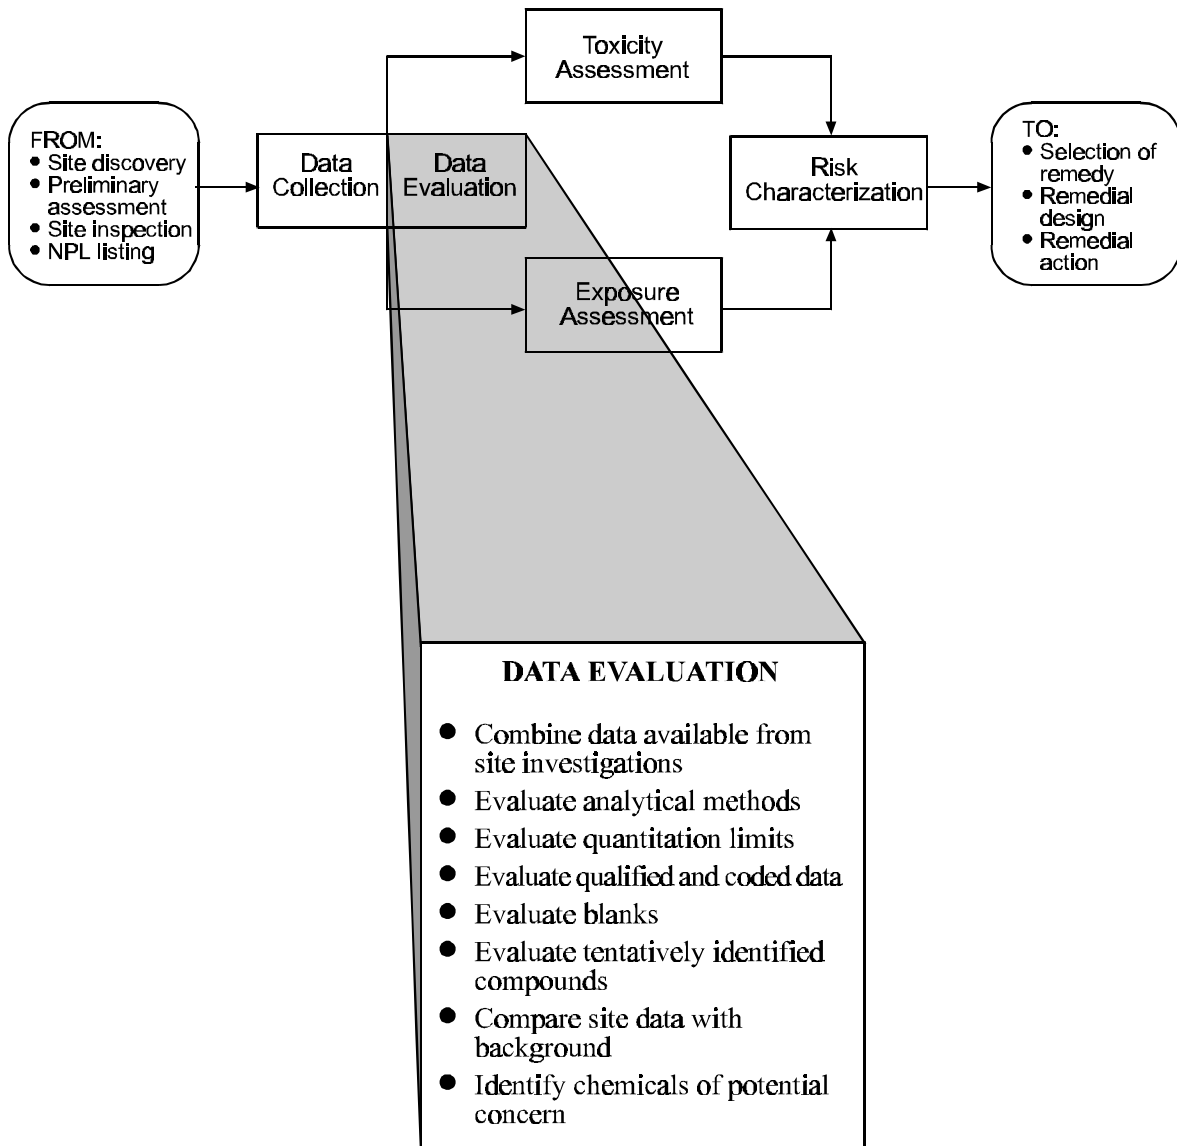 FROM:
● Site discovery
● Preliminary
assessment
● Site inspection
● NPL listing
Data
Collection
Data
Evaluation
Toxicity
Assessment
Exposure
Assessment
Risk
Characterization
TO:
● Selection of
remedy
● Remedial
design
● Remedial
action
DATA EVALUATION
● Combine data available from
site investigations
● Evaluate analytical methods
● Evaluate quantitation limits
● Evaluate qualified and coded data
● Evaluate blanks
● Evaluate tentatively identified
compounds
● Compare site data with
background
● Identify chemicals of potential
concern